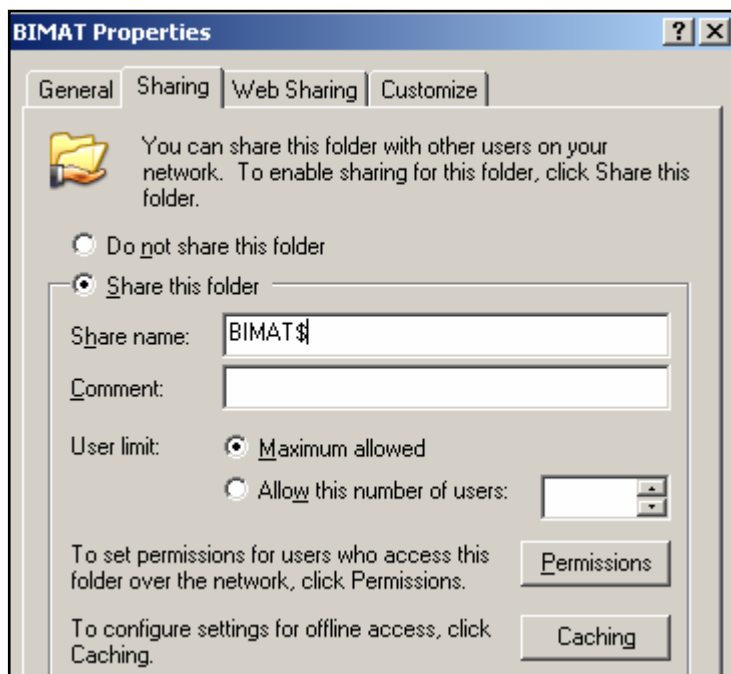 BIMAT Properties
General Sharing Web Sharing Customize
You can share this folder with other users on your
network. To enable sharing for this folder, click Share this
folder.
Do not share this folder
Share this folder
Share name: BIMAT$
Comment:
User limit: Maximum allowed
Allow this number of users:
To set permissions for users who access this
folder over the network, click Permissions.
Permissions
To configure settings for offline access, click
Caching.
Caching